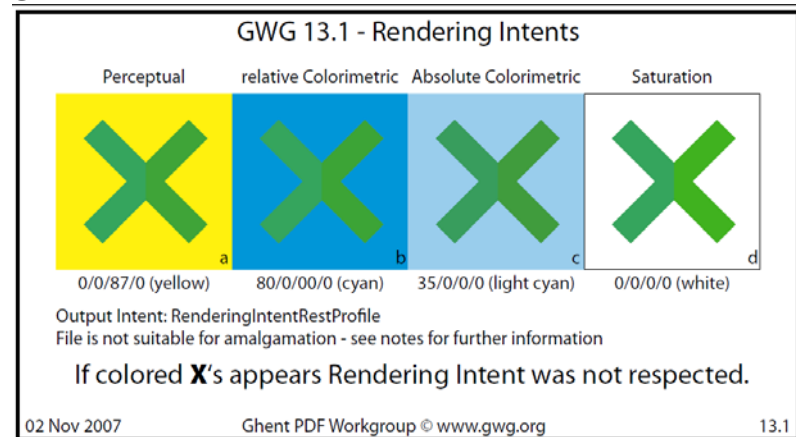 GWG 13.1 - Rendering Intents
Perceptual relative Colorimetric Absolute Colorimetric Saturation
a b c d
0/0/87/0 (yellow) 80/0/00/0 (cyan) 35/0/0/0 (light cyan) 0/0/0/0 (white)
Output Intent: RenderingIntentRestProfile
File is not suitable for amalgamation - see notes for further information
If colored X's appears Rendering Intent was not respected.
02 Nov 2007 Ghent PDF Workgroup © www.gwg.org 13.1